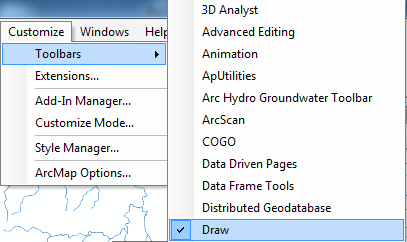 Customize Windows Help
Toolbars
Extensions...
Add-In Manager...
Customize Mode...
Style Manager...
ArcMap Options...
3D Analyst
Advanced Editing
Animation
ApUtilities
Arc Hydro Groundwater Toolbar
ArcScan
COGO
Data Driven Pages
Data Frame Tools
Distributed Geodatabase
Draw